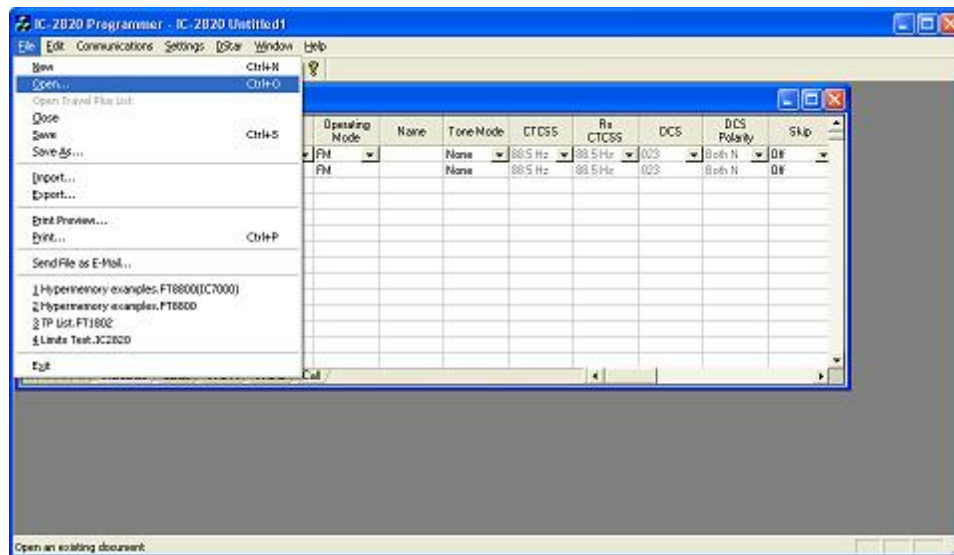 IC-2820 Programmer - IC-2820 Untitled1
File Edit Communications Settings DStar Window Help
New Ctrl+N
Open... Ctrl+O
Open Travel Plus List
Close
Save Ctrl+S
Save As...
Import...
Export...
Print Preview...
Print... Ctrl+P
Send File as E-Mail...
1 Hypermemory examples.FT8800(IC7000)
2 Hypermemory examples.FT8800
3 TP List.FT1802
4 Limits Test.IC2820
Exit
Operating Mode Name Tone Mode CTCSS Rx CTCSS DCS DCS Polarity Skip
FM None 88.5 Hz 88.5 Hz 023 Both N Off
FM None 88.5 Hz 88.5 Hz 023 Both N Off
Call
Open an existing document